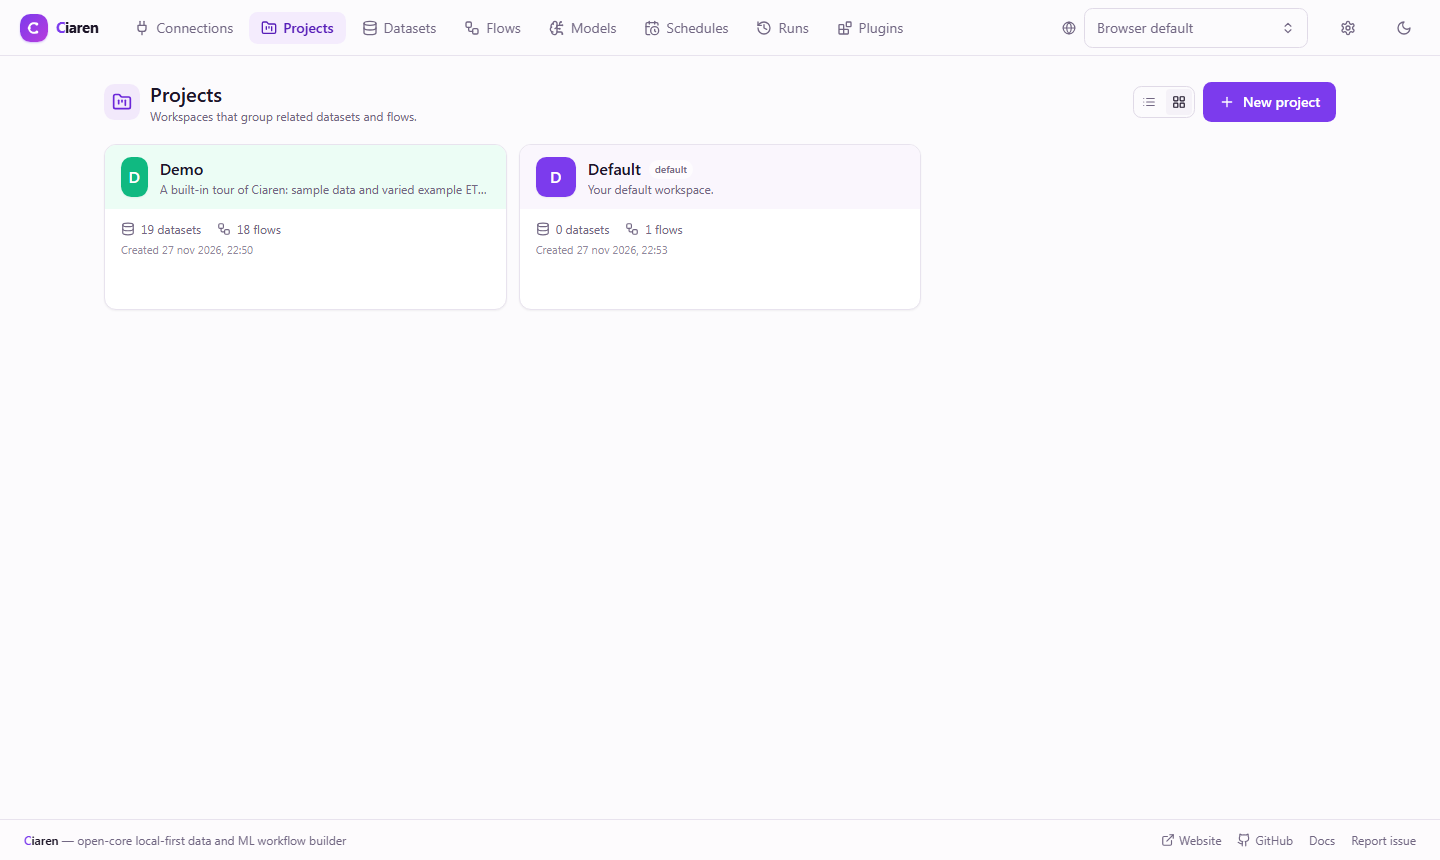 C Ciaren Connections Projects Datasets Flows Models Schedules Runs Plugins Browser default
Projects
Workspaces that group related datasets and flows.
New project
D Demo
A built-in tour of Ciaren: sample data and varied example ET...
19 datasets 18 flows
Created 27 nov 2026, 22:50
D Default default
Your default workspace.
0 datasets 1 flows
Created 27 nov 2026, 22:53
Ciaren — open-core local-first data and ML workflow builder
Website GitHub Docs Report issue